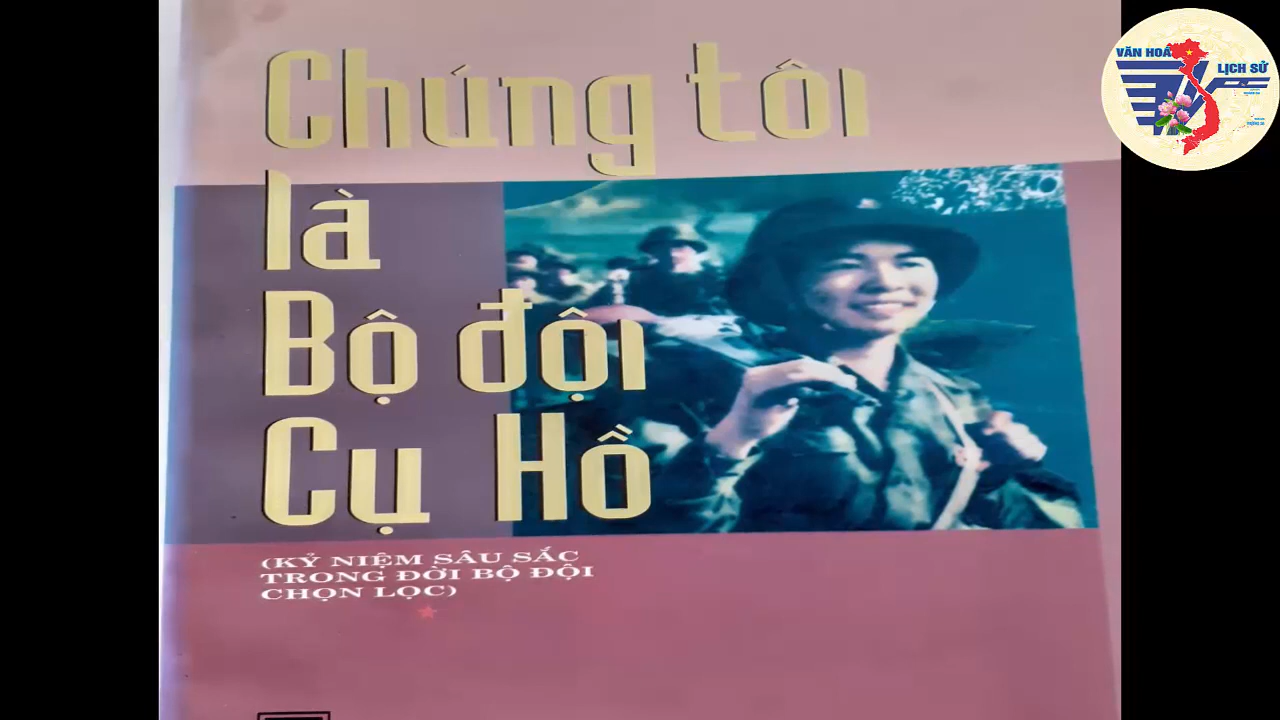 Chúng tôi
là
Bộ đội
Cụ Hồ
(KỶ NIỆM SÂU SẮC
TRONG ĐỜI BỘ ĐỘI
CHỌN LỌC)
VĂN HOÁ
LỊCH SỬ